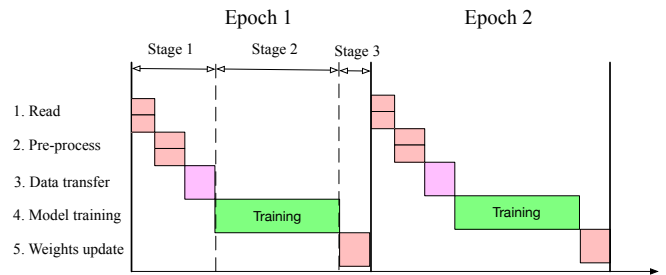 Epoch 1 Epoch 2
Stage 1 Stage 2 Stage 3
1. Read
2. Pre-process
3. Data transfer
4. Model training Training Training
5. Weights update